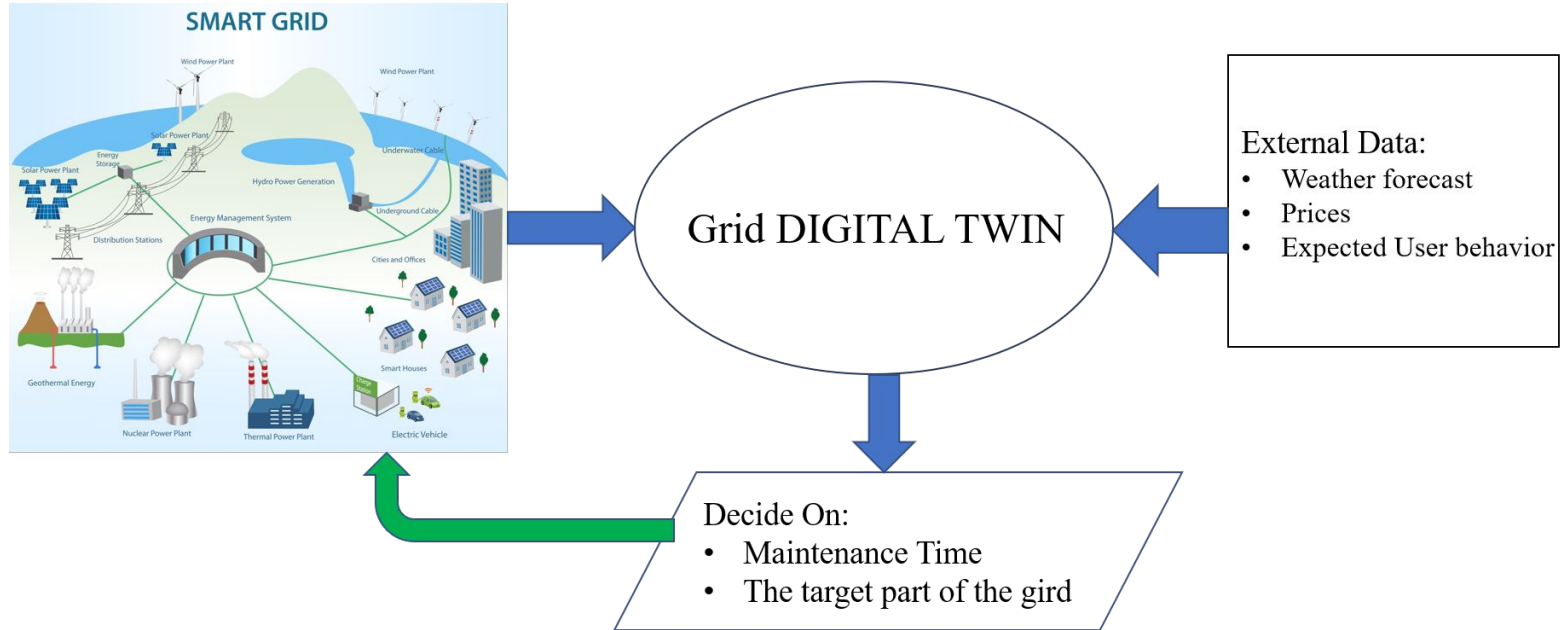 SMART GRID
Wind Power Plant
Wind Power Plant
Solar Power Plant
Energy
Storage
Underwater Cable
Solar Power Plant
Hydro Power Generation
Underground Cable
Energy Management System
Distribution Stations
Cities and Offices
Smart Houses
Geothermal Energy
Charge
Station
Nuclear Power Plant
Thermal Power Plant
Electric Vehicle
Grid DIGITAL TWIN
External Data:
• Weather forecast
• Prices
• Expected User behavior
Decide On:
• Maintenance Time
• The target part of the gird